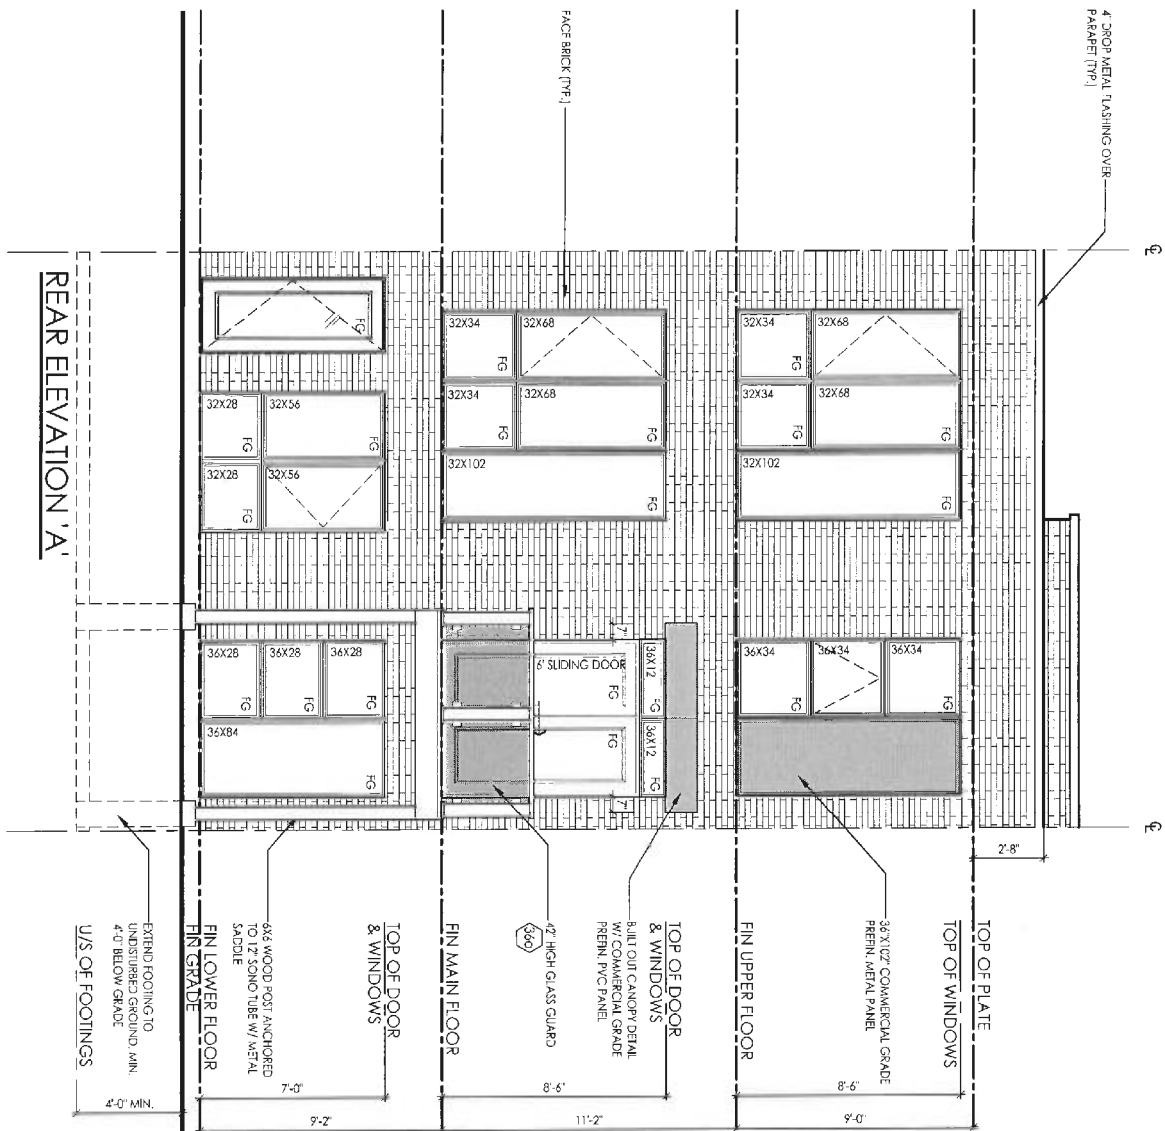 4" DROP METAL FLASHING OVER
PARAPET (TYP.)
FACE BRICK (TYP.)
32X34
FG
32X68
32X34
FG
32X68
FG
32X102
FG
32X34
FG
32X68
32X34
FG
32X68
FG
32X102
FG
FG
32X28
FG
32X56
FG
32X28
FG
32X56
36X34
36X34
36X34
FG
36X12
FG
36X12
FG
7"
7"
6' SLIDING DOOR
FG
FG
36X28
FG
36X28
FG
36X28
FG
36X84
FG
2'-8"
TOP OF PLATE
TOP OF WINDOWS
36"X102" COMMERCIAL GRADE
PREFIN. METAL PANEL
FIN UPPER FLOOR
TOP OF DOOR
& WINDOWS
BUILT OUT CANOPY DETAIL
W/ COMMERCIAL GRADE
PREFIN. PVC PANEL
42" HIGH GLASS GUARD
FIN MAIN FLOOR
TOP OF DOOR
& WINDOWS
6X6 WOOD POST ANCHORED
TO 12" SONO TUBE W/ METAL
SADDLE
FIN LOWER FLOOR
FIN GRADE
EXTEND FOOTING TO
UNDISTURBED GROUND, MIN.
4'-0" BELOW GRADE
U/S OF FOOTINGS
9'-0"
8'-6"
11'-2"
8'-6"
9'-2"
7'-0"
4'-0" MIN.
REAR ELEVATION 'A'